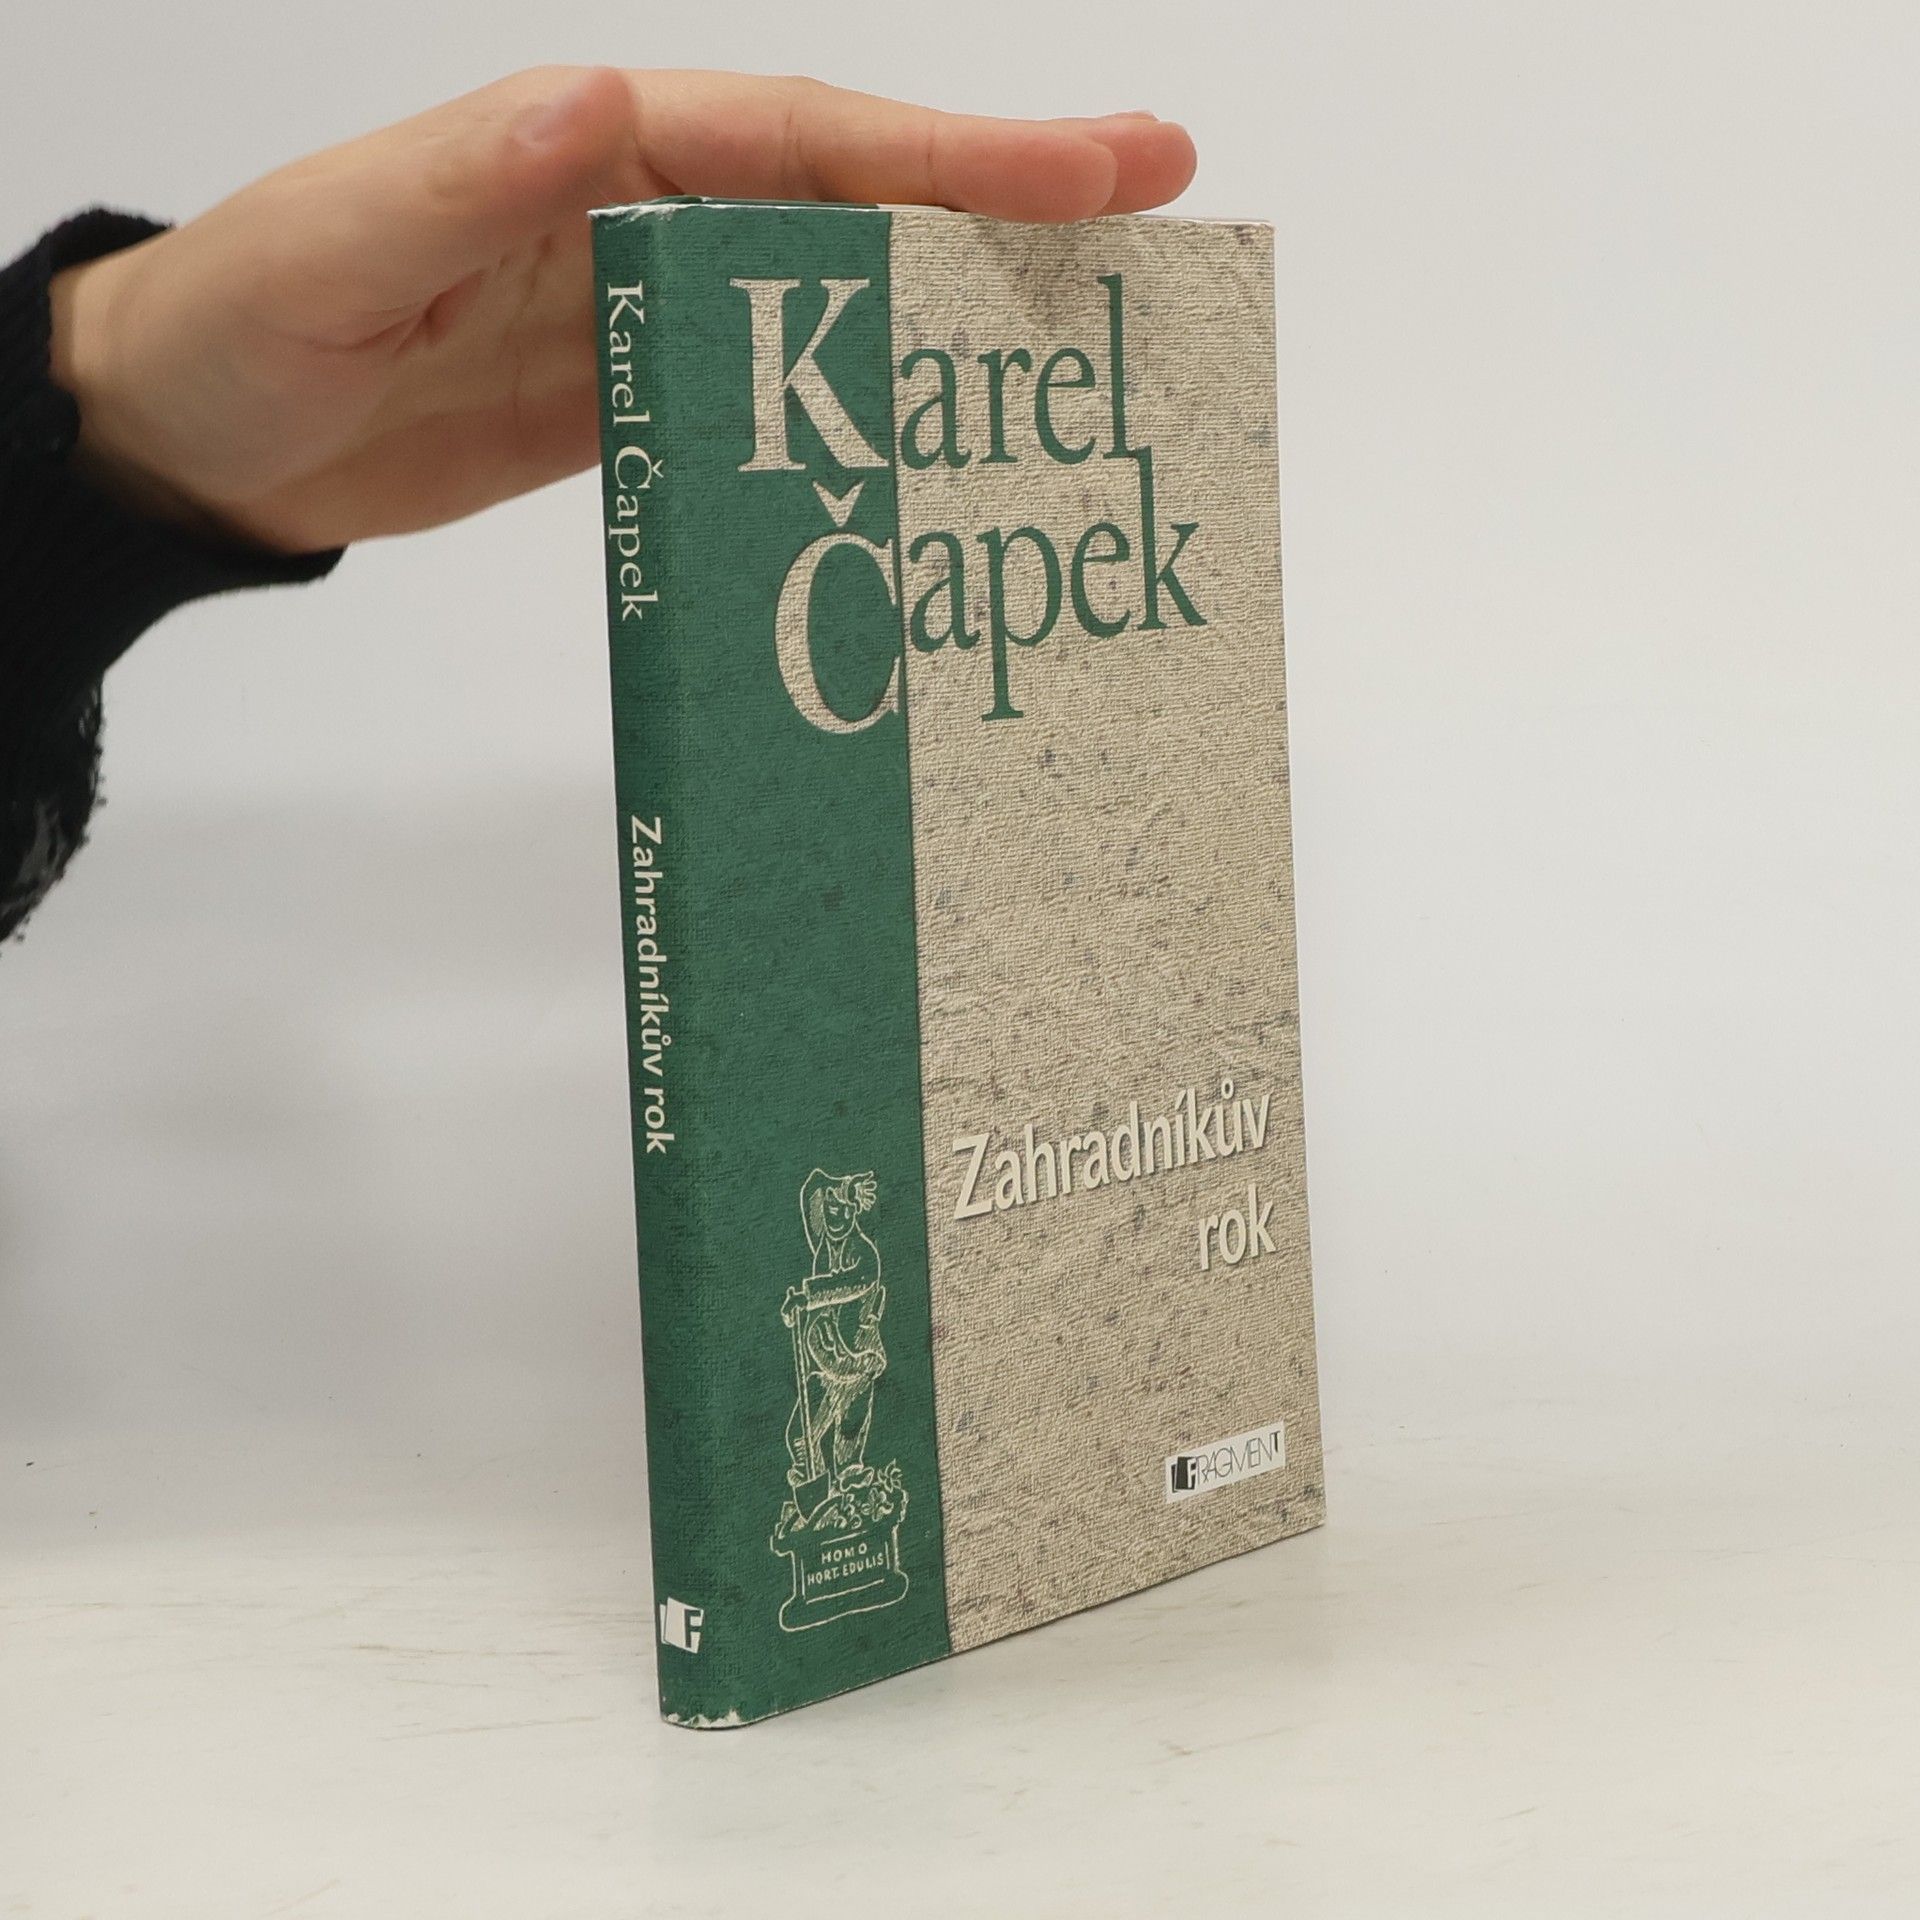 Karel Čapek
Zahradníkův rok
F
Karel
Čapek
Zahradníkův
rok
HOMO
HORT. EDULIS
FRAGMENT